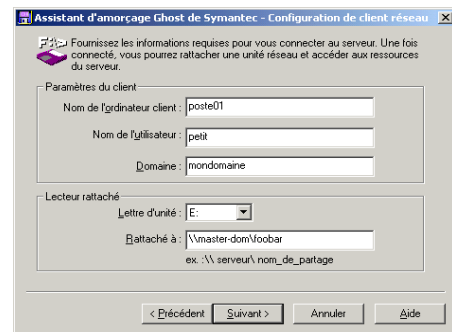 Assistant d'amorçage Ghost de Symantec - Configuration de client réseau
Fournissez les informations requises pour vous connecter au serveur. Une fois
connecté, vous pourrez rattacher une unité réseau et accéder aux ressources
du serveur.
Paramètres du client
Nom de l'ordinateur client : poste01
Nom de l'utilisateur : petit
Domaine : mondomaine
Lecteur rattaché
Lettre d'unité : E:
Rattaché à : \\master-dom\foobar
ex. :\\ serveur\ nom_de_partage
< Précédent Suivant > Annuler Aide